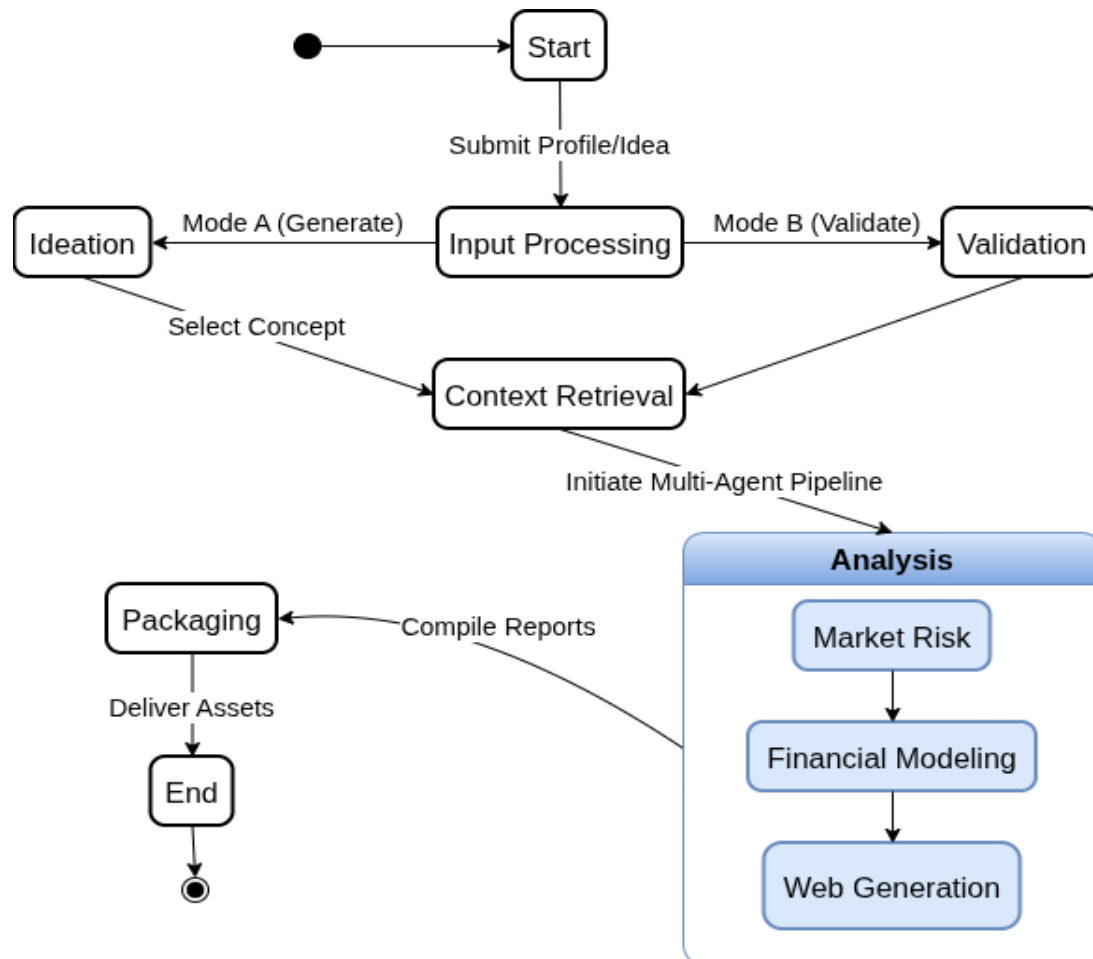 Start
Submit Profile/Idea
Ideation
Mode A (Generate)
Input Processing
Mode B (Validate)
Validation
Select Concept
Context Retrieval
Initiate Multi-Agent Pipeline
Analysis
Market Risk
Financial Modeling
Web Generation
Compile Reports
Packaging
Deliver Assets
End